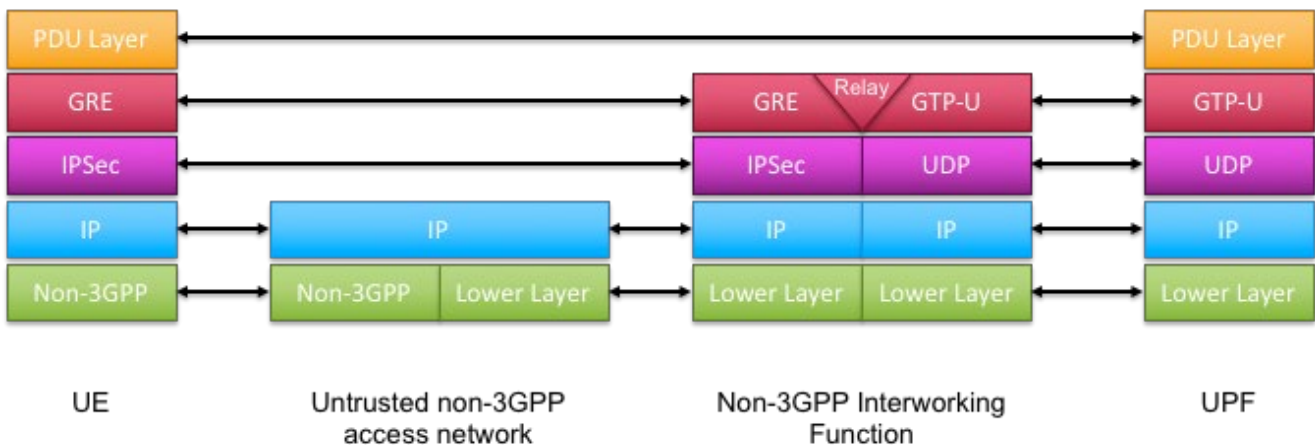 PDU Layer PDU Layer
GRE GRE Relay GTP-U GTP-U
IPSec IPSec UDP UDP
IP IP IP IP IP
Non-3GPP Non-3GPP Lower Layer Lower Layer Lower Layer Lower Layer
UE Untrusted non-3GPP Non-3GPP Interworking UPF
access network Function